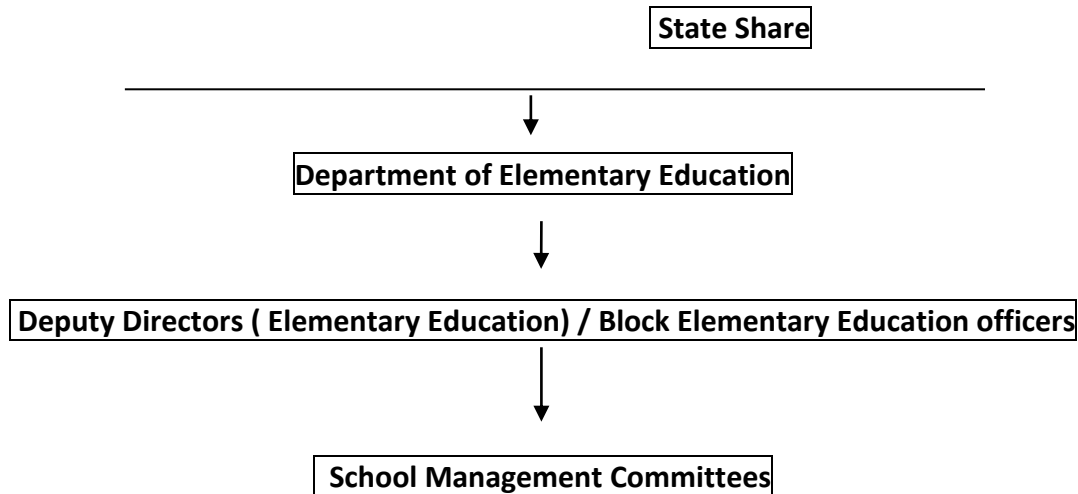 State Share
Department of Elementary Education
Deputy Directors ( Elementary Education) / Block Elementary Education officers
School Management Committees